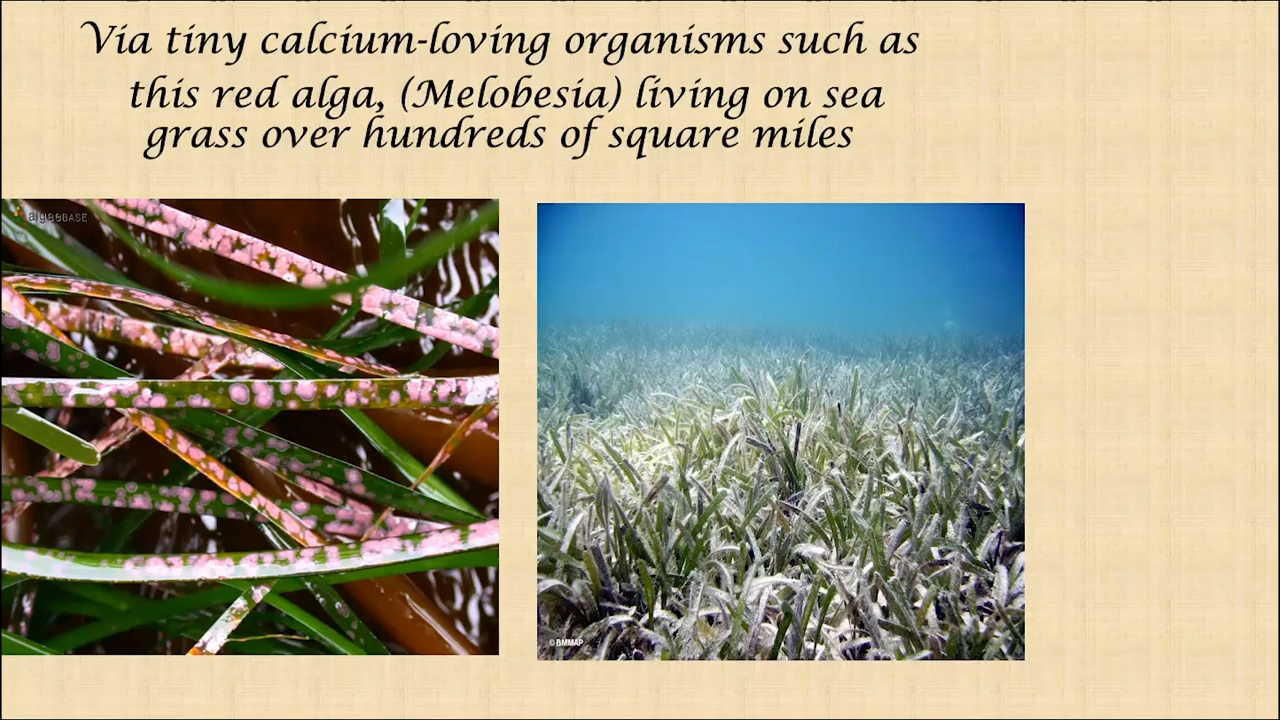 Via tiny calcium-loving organisms such as
this red alga, (Melobesia) living on sea
grass over hundreds of square miles
algaeBASE
© BMMAP